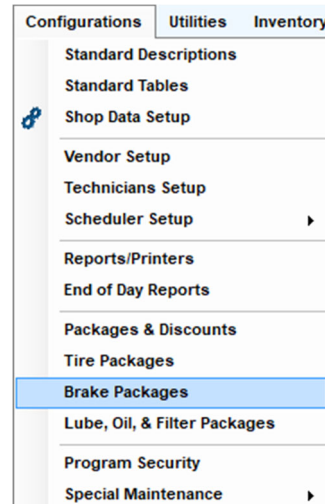 Configurations Utilities Inventory
Standard Descriptions
Standard Tables
Shop Data Setup
Vendor Setup
Technicians Setup
Scheduler Setup
Reports/Printers
End of Day Reports
Packages & Discounts
Tire Packages
Brake Packages
Lube, Oil, & Filter Packages
Program Security
Special Maintenance